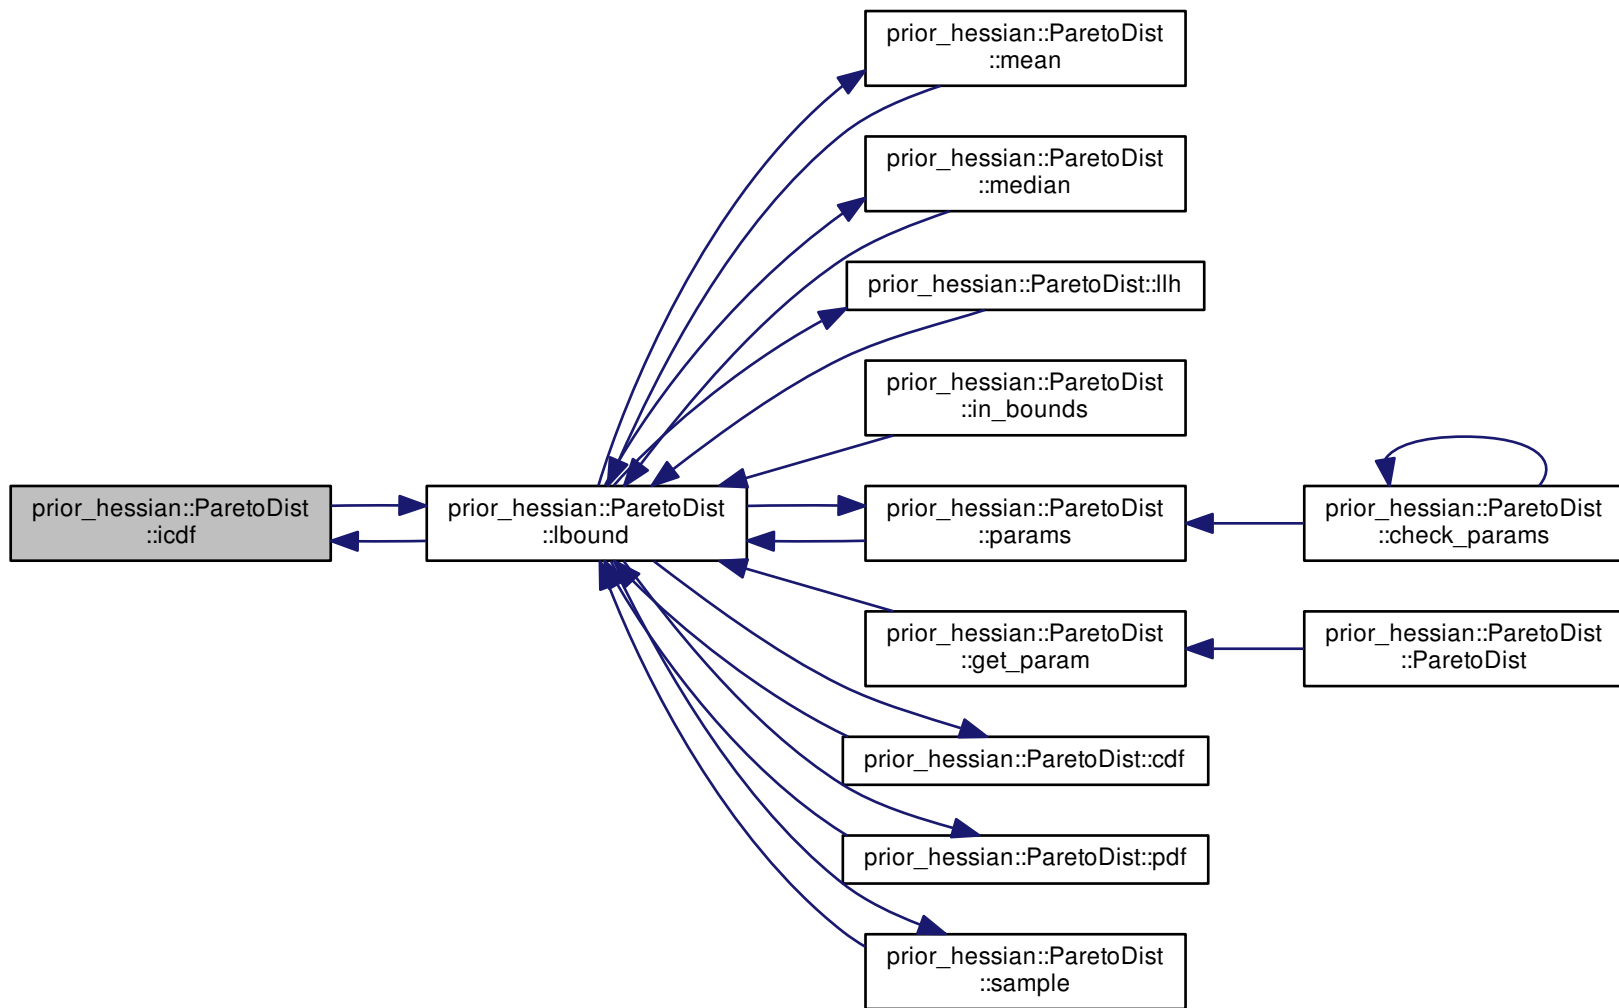 prior_hessian::ParetoDist
::icdf
prior_hessian::ParetoDist
::lbound
prior_hessian::ParetoDist
::mean
prior_hessian::ParetoDist
::median
prior_hessian::ParetoDist::llh
prior_hessian::ParetoDist
::in_bounds
prior_hessian::ParetoDist
::params
prior_hessian::ParetoDist
::get_param
prior_hessian::ParetoDist::cdf
prior_hessian::ParetoDist::pdf
prior_hessian::ParetoDist
::sample
prior_hessian::ParetoDist
::check_params
prior_hessian::ParetoDist
::ParetoDist